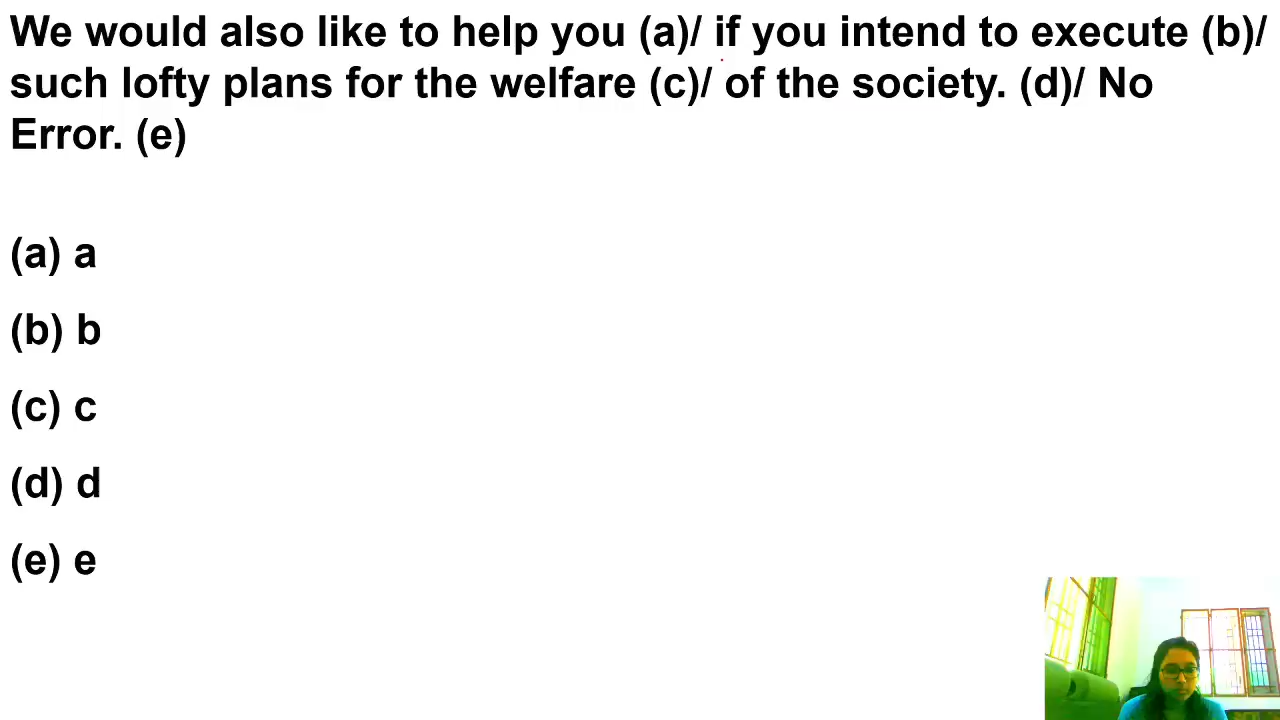 We would also like to help you (a)/ if you intend to execute (b)/
such lofty plans for the welfare (c)/ of the society. (d)/ No
Error. (e)
(a) a
(b) b
(c) c
(d) d
(e) e